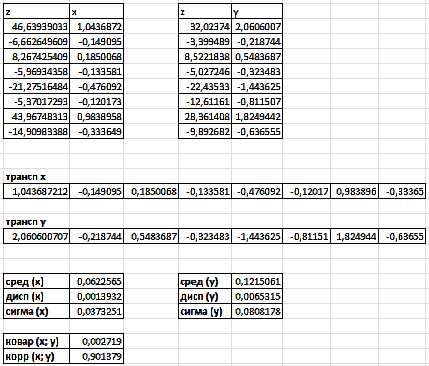 z x z y
46,63939033 1,0436872 32,02374 2,0606007
-6,662649609 -0,149095 -3,399489 -0,218744
8,267425409 0,1850068 8,5221838 0,5483687
-5,96934358 -0,133581 -5,027246 -0,323483
-21,27516484 -0,476092 -22,43533 -1,443625
-5,37017293 -0,120173 -12,61161 -0,811507
43,96748313 0,9838958 28,361408 1,8249442
-14,90983388 -0,333649 -9,892682 -0,636555
трансп x
1,043687212 -0,149095 0,1850068 -0,133581 -0,476092 -0,12017 0,983896 -0,33365
трансп y
2,060600707 -0,218744 0,5483687 -0,323483 -1,443625 -0,81151 1,824944 -0,63655
сред (x) 0,0622565 сред (y) 0,1215061
дисп (x) 0,0013932 дисп (y) 0,0065315
сигма (x) 0,0373251 сигма (y) 0,0808178
ковар (x; y) 0,002719
корр (x; y) 0,901379